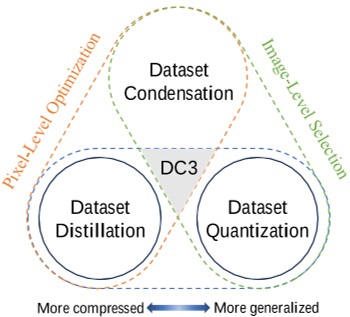 Pixel-Level Optimization
Image-Level Selection
Dataset
Condensation
DC3
Dataset
Distillation
Dataset
Quantization
More compressed
More generalized